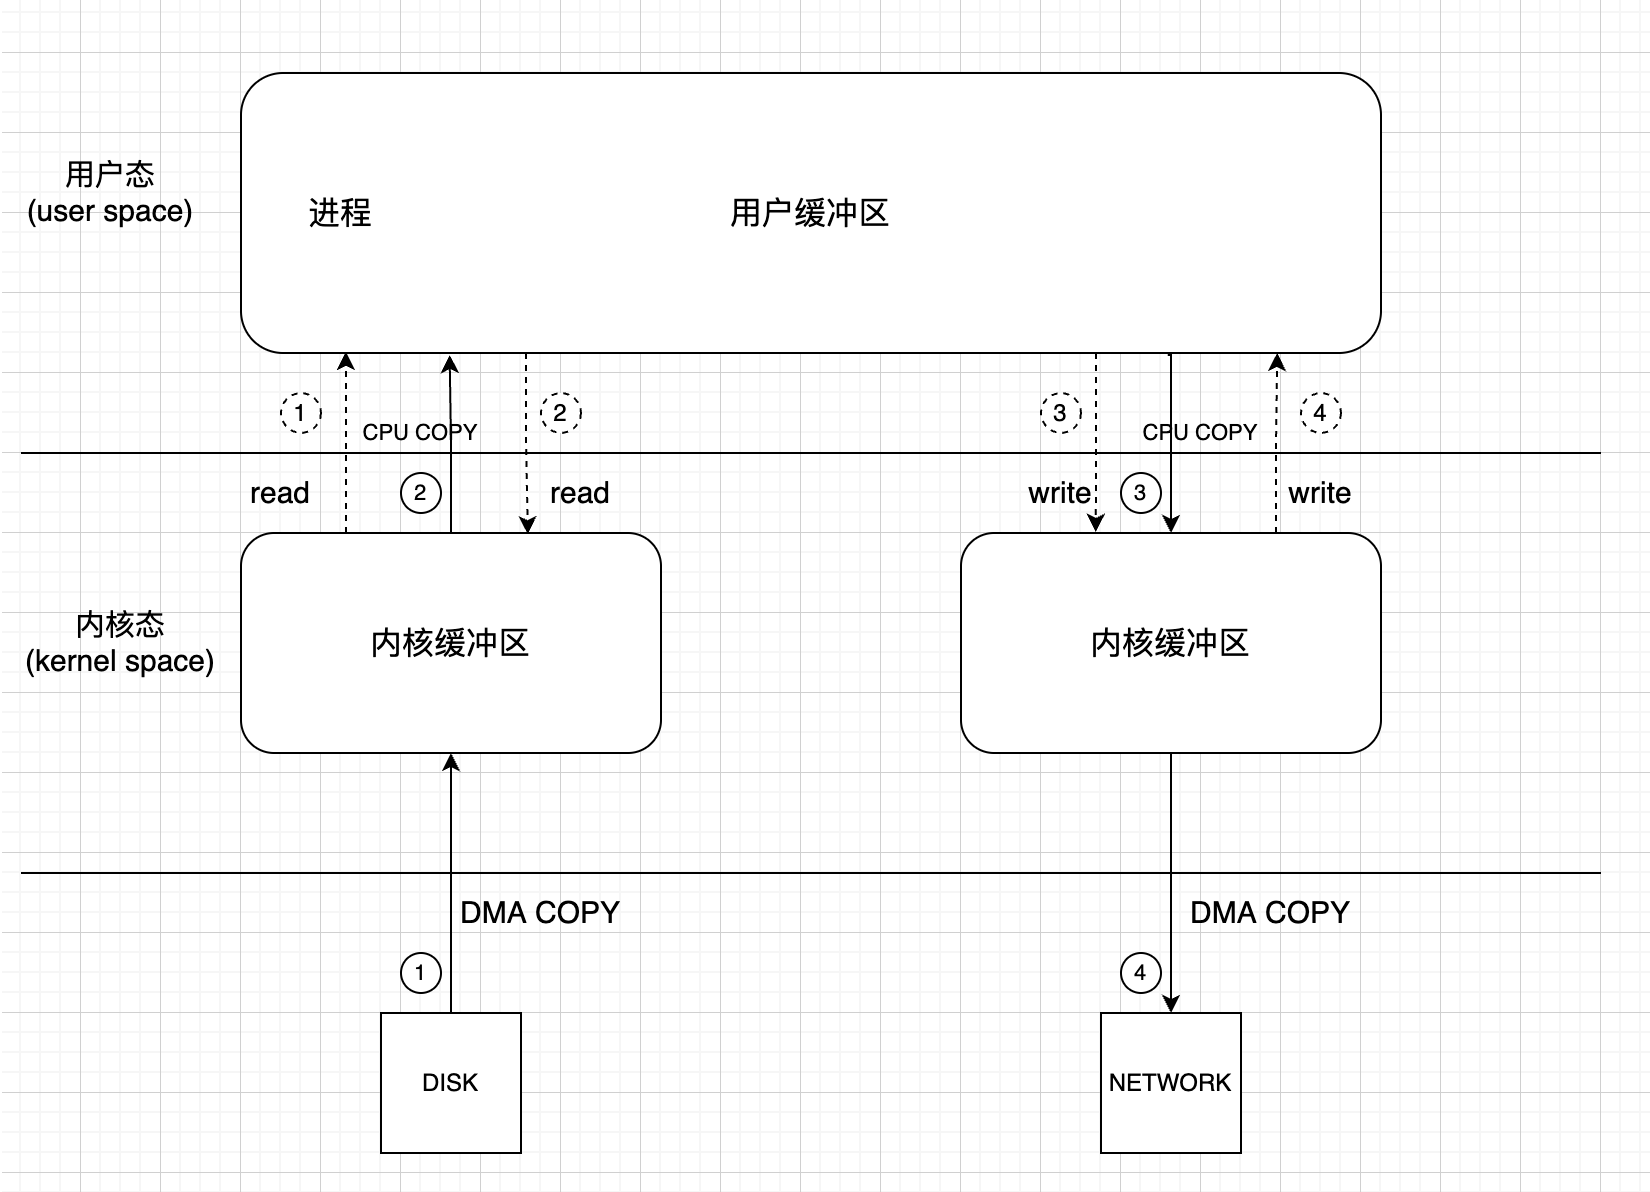 用户态
(user space)
进程
用户缓冲区
1
2
3
4
CPU COPY
CPU COPY
read
2
read
write
3
write
内核态
(kernel space)
内核缓冲区
内核缓冲区
DMA COPY
DMA COPY
1
4
DISK
NETWORK